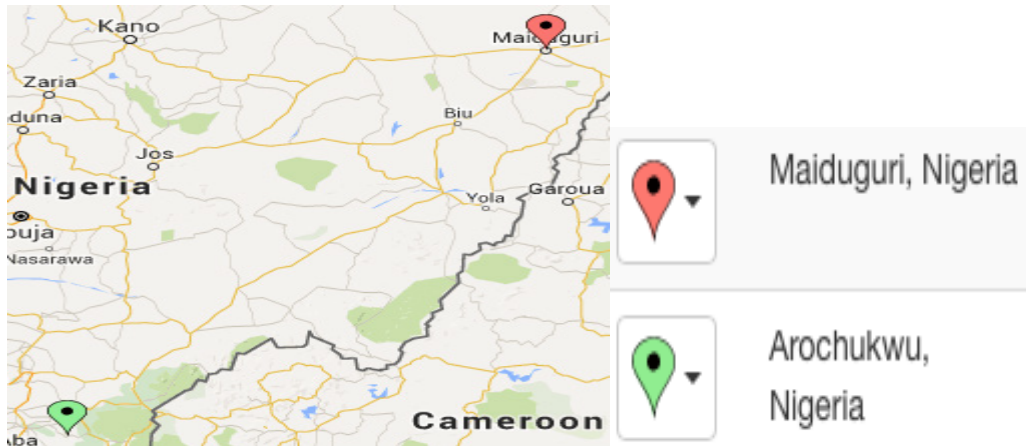 Kano
Maiduguri
Zaria
duna
Biu
Jos
Nigeria
Garoua
Yola
ouja
Nasarawa
Cameroon
Aba
Maiduguri, Nigeria
Arochukwu,
Nigeria